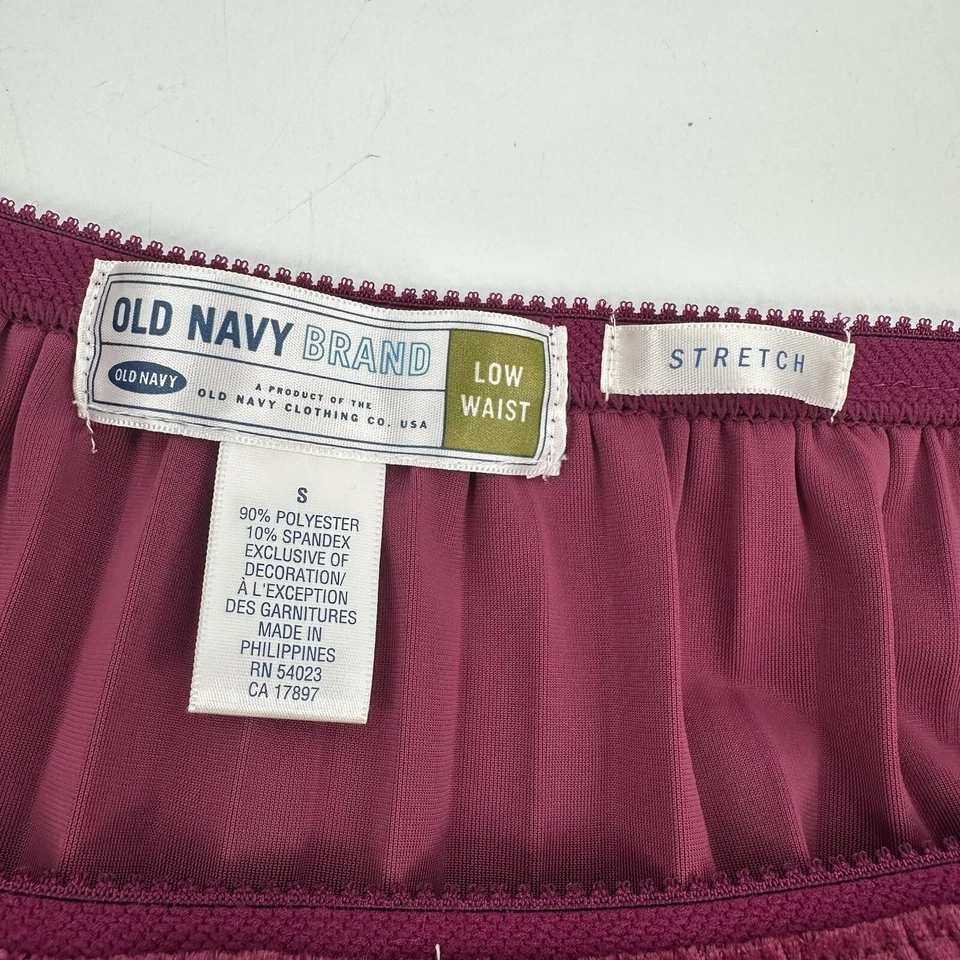 OLD NAVY BRAND
OLD NAVY
A PRODUCT OF THE
OLD NAVY CLOTHING CO. USA
LOW
WAIST
STRETCH
S
90% POLYESTER
10% SPANDEX
EXCLUSIVE OF
DECORATION/
À L'EXCEPTION
DES GARNITURES
MADE IN
PHILIPPINES
RN 54023
CA 17897